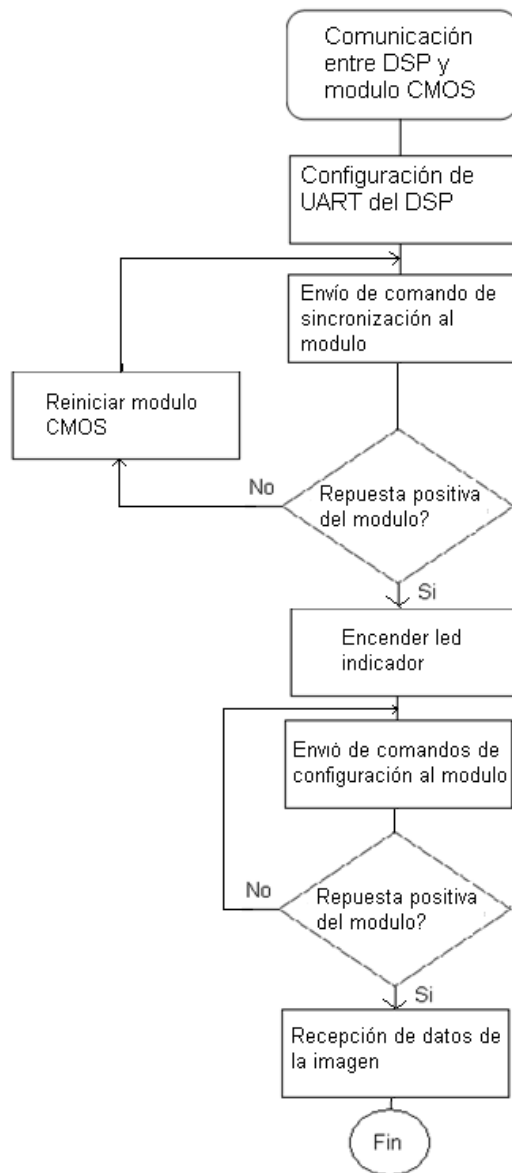 Comunicación
entre DSP y
modulo CMOS
Configuración de
UART del DSP
Envío de comando de
sincronización al
modulo
Reiniciar modulo
CMOS
No
Repuesta positiva
del modulo?
Si
Encender led
indicador
Envió de comandos de
configuración al modulo
No
Repuesta positiva
del modulo?
Si
Recepción de datos de
la imagen
Fin